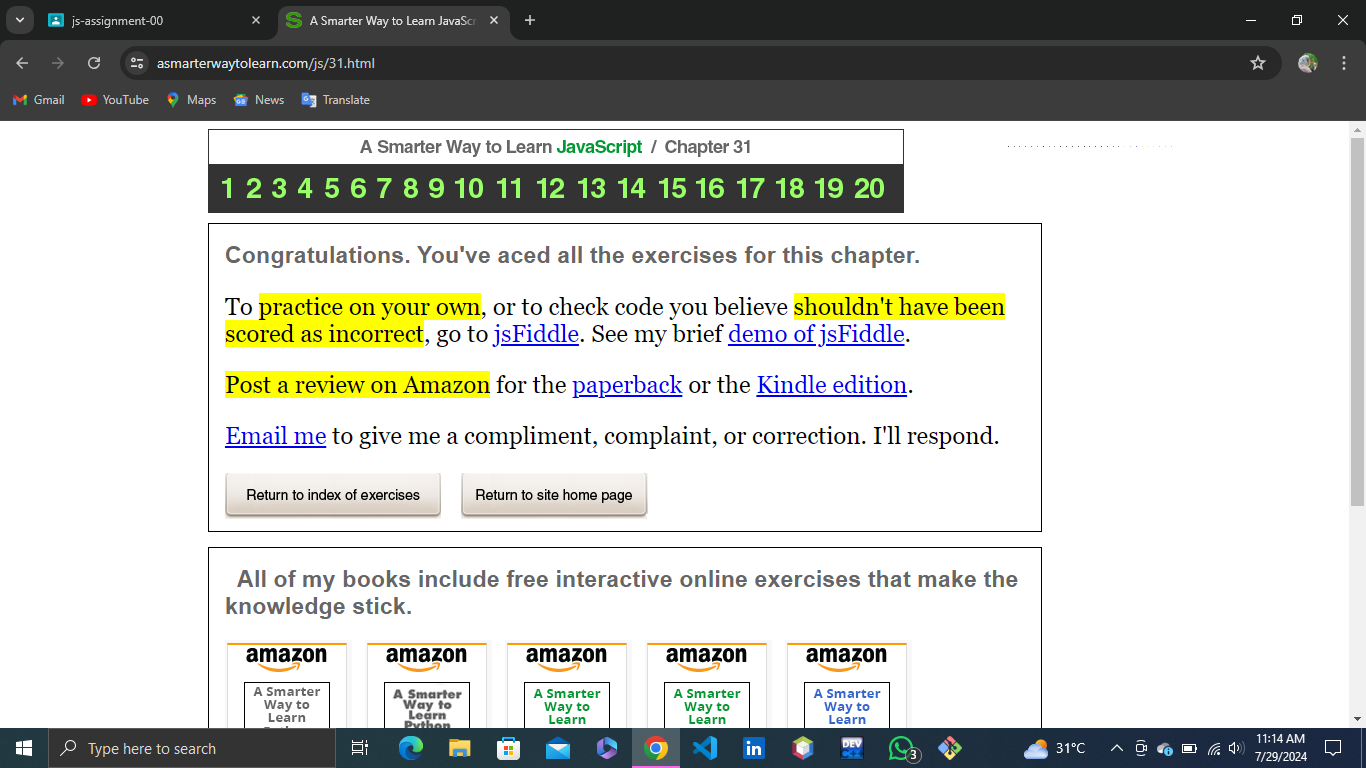 js-assignment-00
A Smarter Way to Learn JavaScr
asmarterwaytolearn.com/js/31.html
Gmail YouTube Maps News Translate
A Smarter Way to Learn JavaScript / Chapter 31
1 2 3 4 5 6 7 8 9 10 11 12 13 14 15 16 17 18 19 20
Congratulations. You've aced all the exercises for this chapter.
To practice on your own, or to check code you believe shouldn't have been
scored as incorrect, go to jsFiddle. See my brief demo of jsFiddle.
Post a review on Amazon for the paperback or the Kindle edition.
Email me to give me a compliment, complaint, or correction. I'll respond.
Return to index of exercises Return to site home page
All of my books include free interactive online exercises that make the
knowledge stick.
amazon amazon amazon amazon amazon
A Smarter A Smarter A Smarter A Smarter A Smarter
Way to Way to Way to Way to Way to
Learn Learn Learn Learn Learn
Python
Type here to search
DEV
3
31°C
11:14 AM
7/29/2024